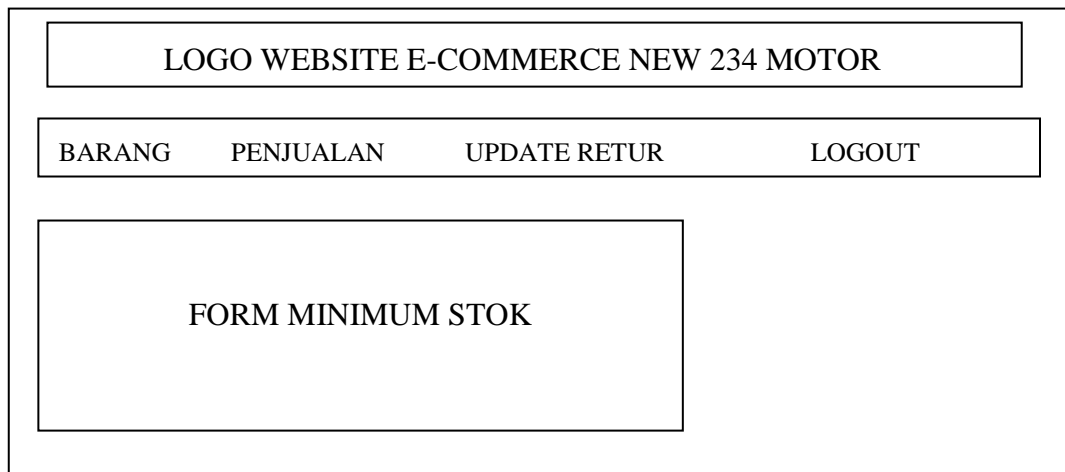 LOGO WEBSITE E-COMMERCE NEW 234 MOTOR
BARANG PENJUALAN UPDATE RETUR LOGOUT
FORM MINIMUM STOK